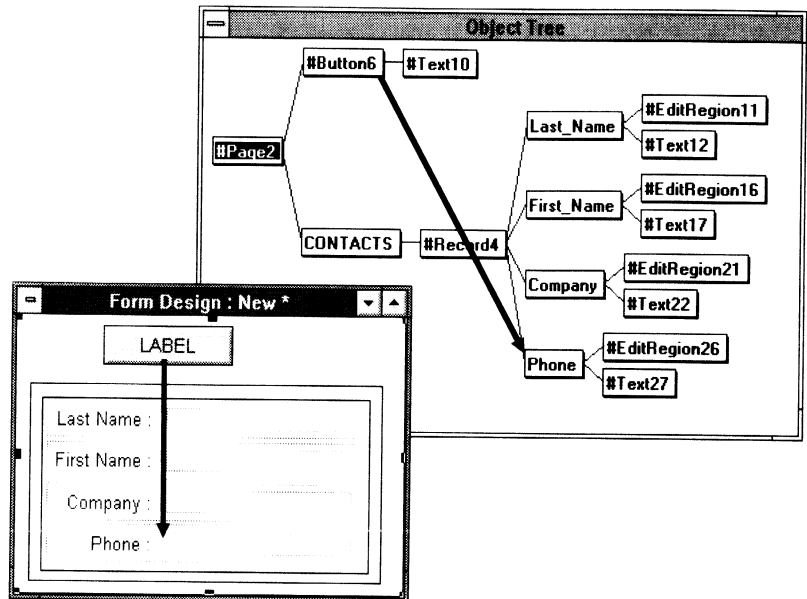 Object Tree
#Button6
#Text10
#Page2
Last_Name
#EditRegion11
#Text12
First_Name
#EditRegion16
#Text17
CONTACTS
#Record4
Company
#EditRegion21
#Text22
Phone
#EditRegion26
#Text27
Form Design : New *
LABEL
Last Name :
First Name :
Company :
Phone :